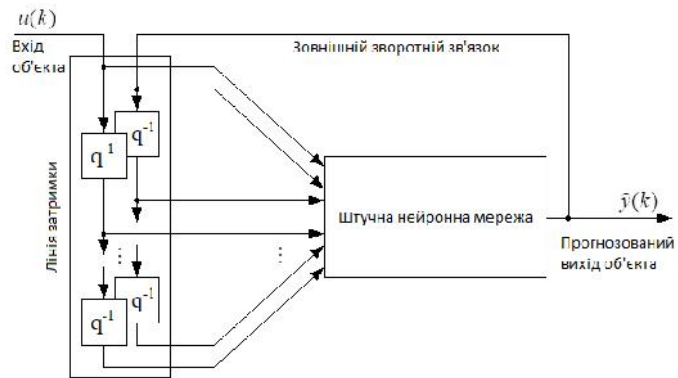 u(k)
Вхід
об'єкта
Зовнішній зворотній зв'язок
q⁻¹
q⁻¹
Лінія затримки
Штучна нейронна мережа
ŷ(k)
Прогнозований
вихід об'єкта
⋮
⋮
⋮
q⁻¹
q⁻¹